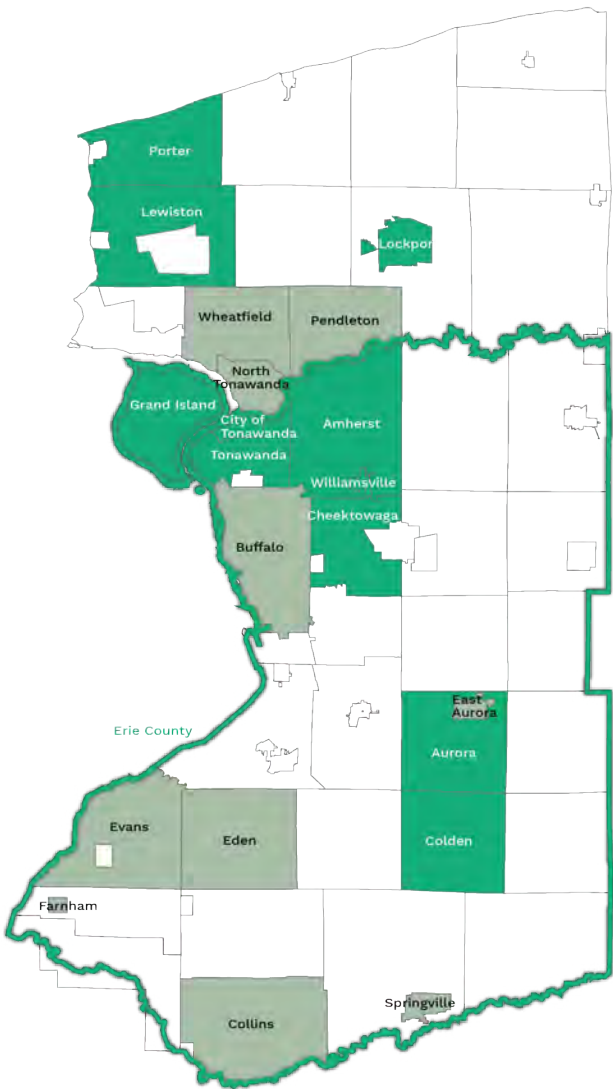 Porter
Lewiston
Lockpor
Wheatfield
Pendleton
North
Tonawanda
Grand Island
City of
Tonawanda
Amherst
Tonawanda
Williamsville
Cheektowaga
Buffalo
East
Aurora
Erie County
Aurora
Evans
Eden
Colden
Farnham
Springville
Collins